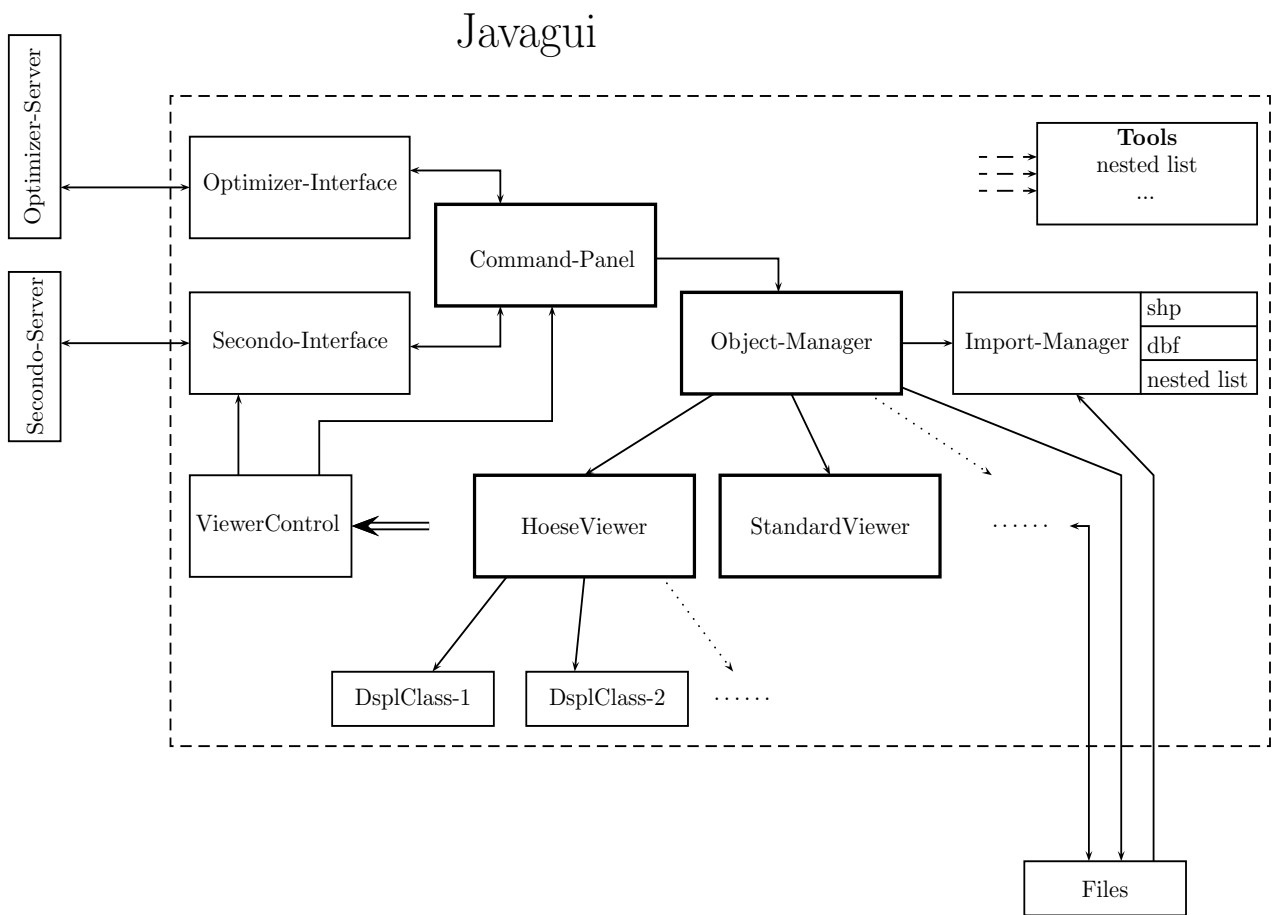 Javagui
Optimizer-Server
Tools
nested list
...
Optimizer-Interface
Command-Panel
Secondo-Server
Secondo-Interface
Object-Manager
Import-Manager
shp
dbf
nested list
ViewerControl
HoeseViewer
StandardViewer
......
DsplClass-1
DsplClass-2
......
Files